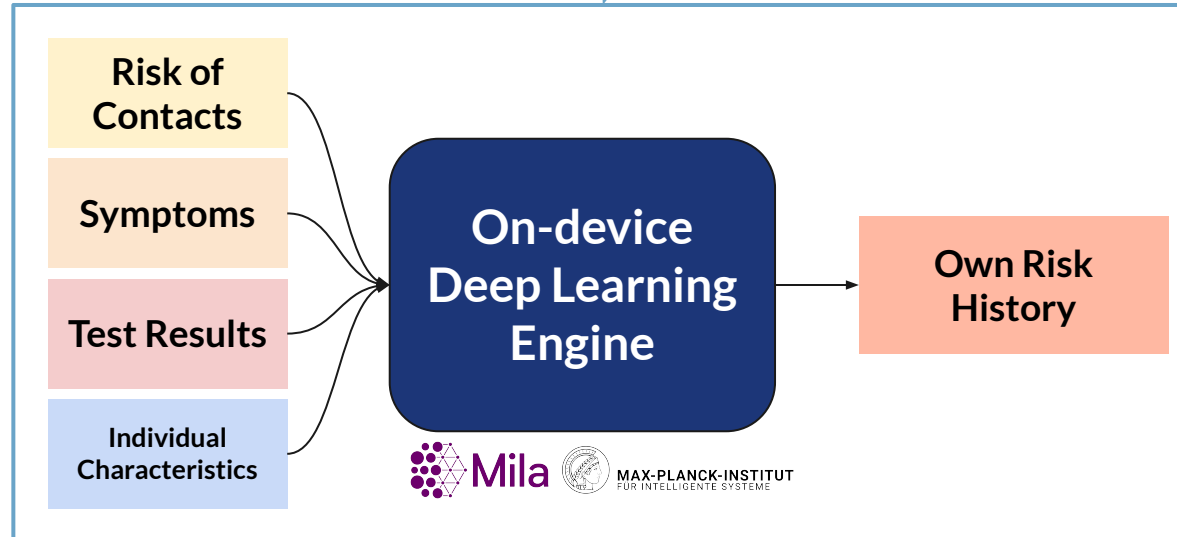 Risk of
Contacts
Symptoms
Test Results
Individual
Characteristics
On-device
Deep Learning
Engine
Own Risk
History
Mila
MAX-PLANCK-INSTITUT
FÜR INTELLIGENTE SYSTEME